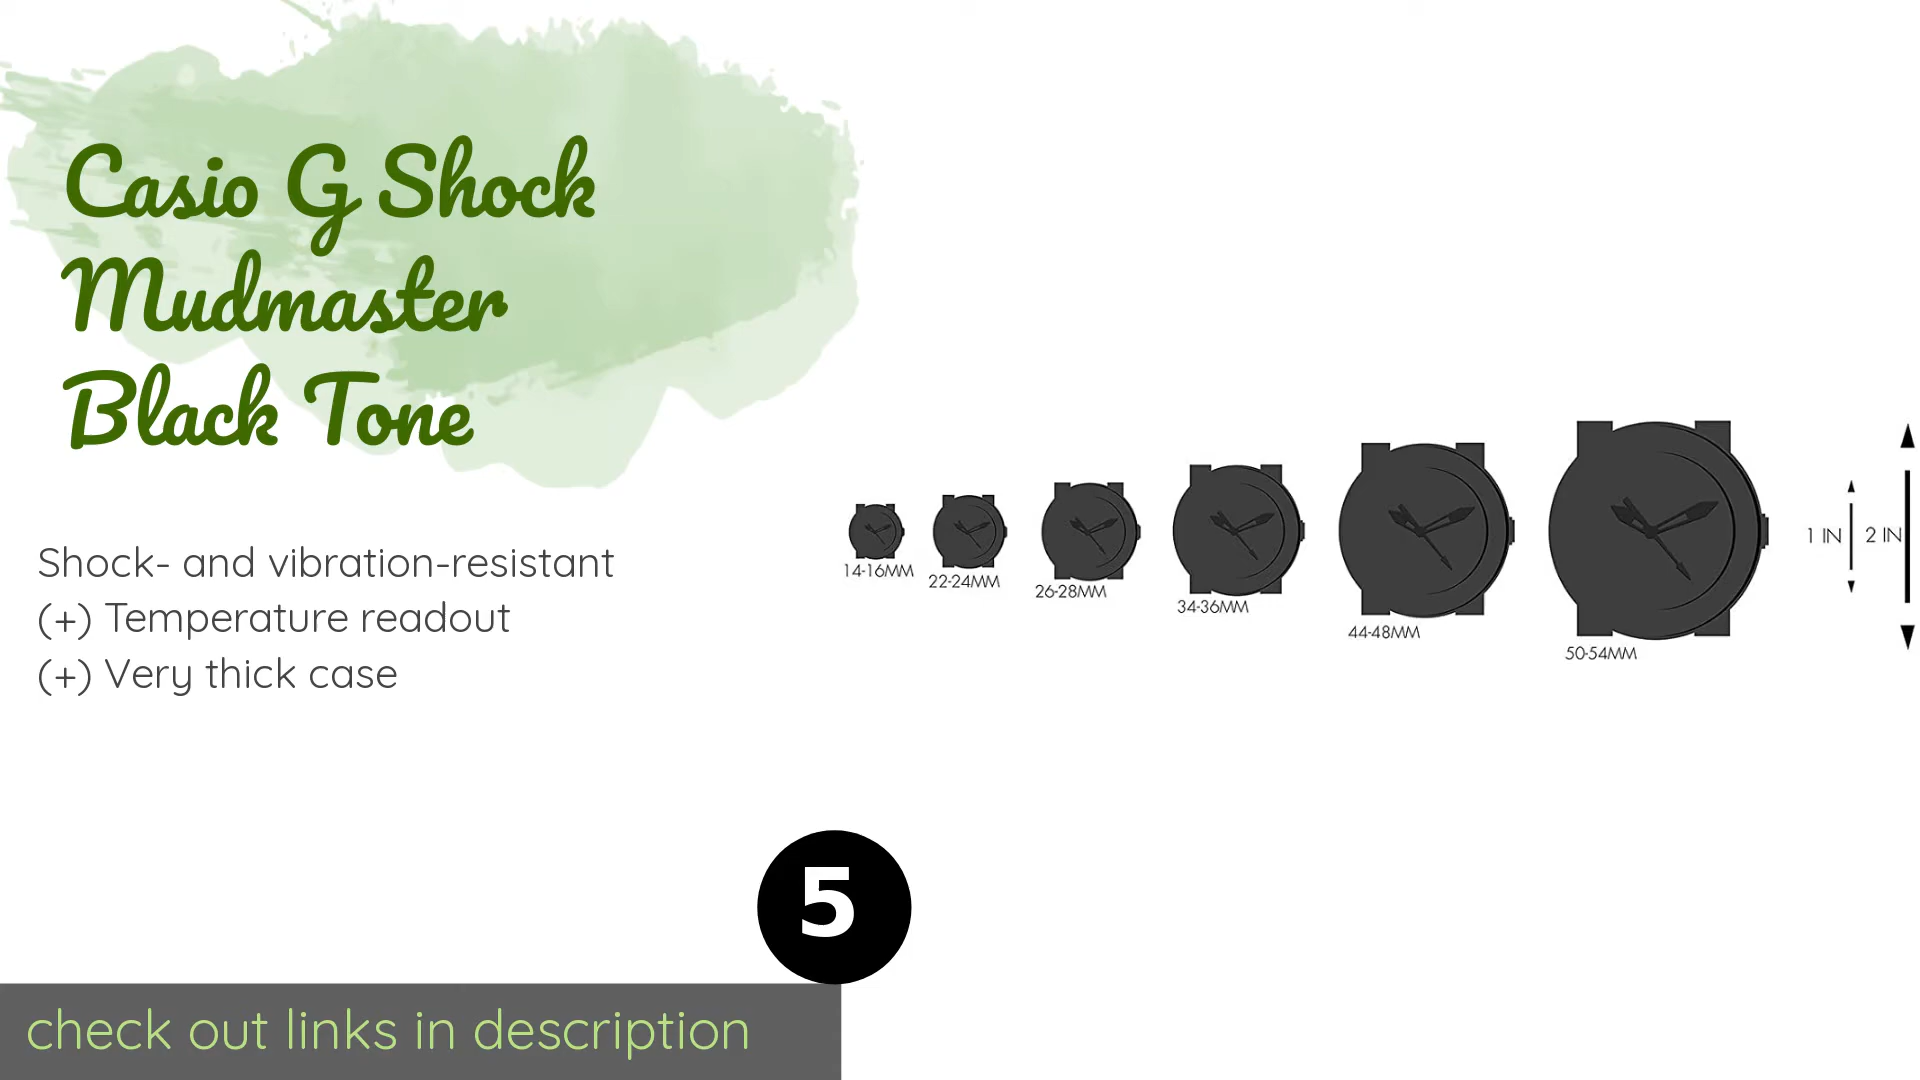 Casio G Shock
Mudmaster
Black Tone
Shock- and vibration-resistant
(+) Temperature readout
(+) Very thick case
14-16MM
22-24MM
26-28MM
34-36MM
44-48MM
50-54MM
1 IN
2 IN
5
check out links in description